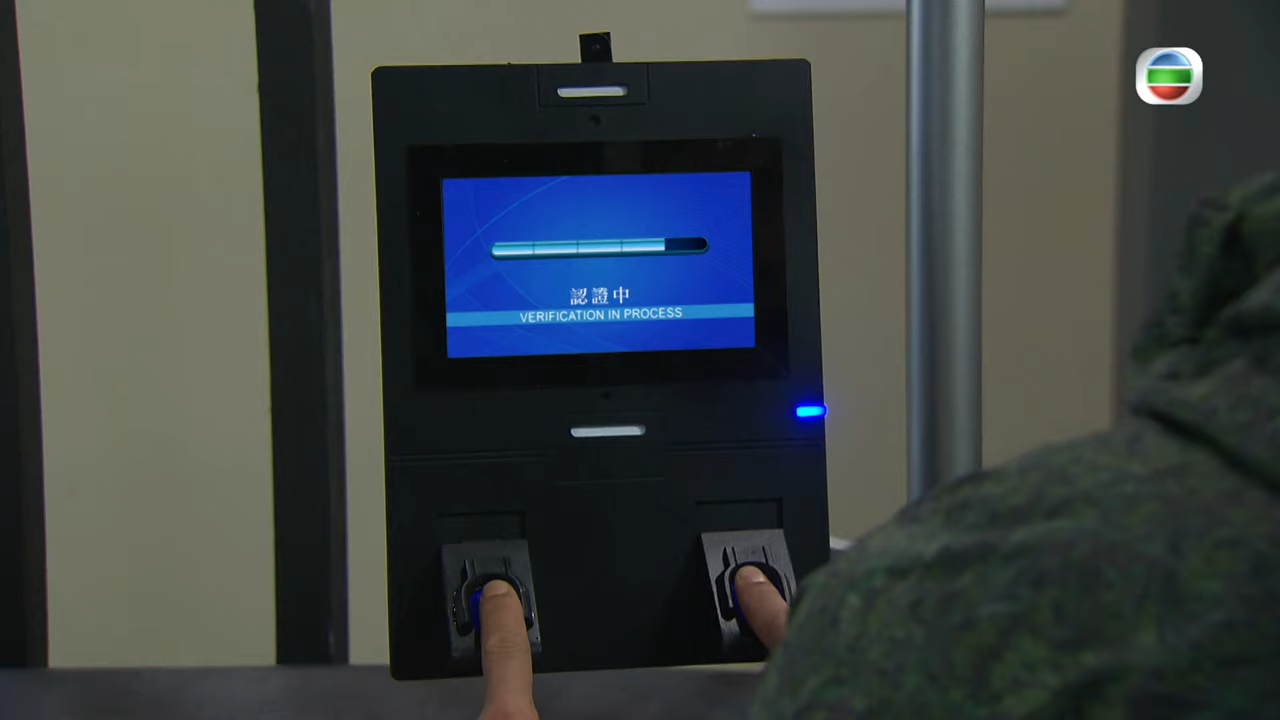 認證中
VERIFICATION IN PROCESS